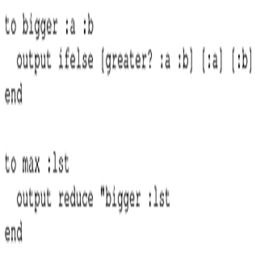 to bigger :a :b
  output ifelse (greater? :a :b) [:a] [:b]
end

to max :lst
  output reduce "bigger :lst
end